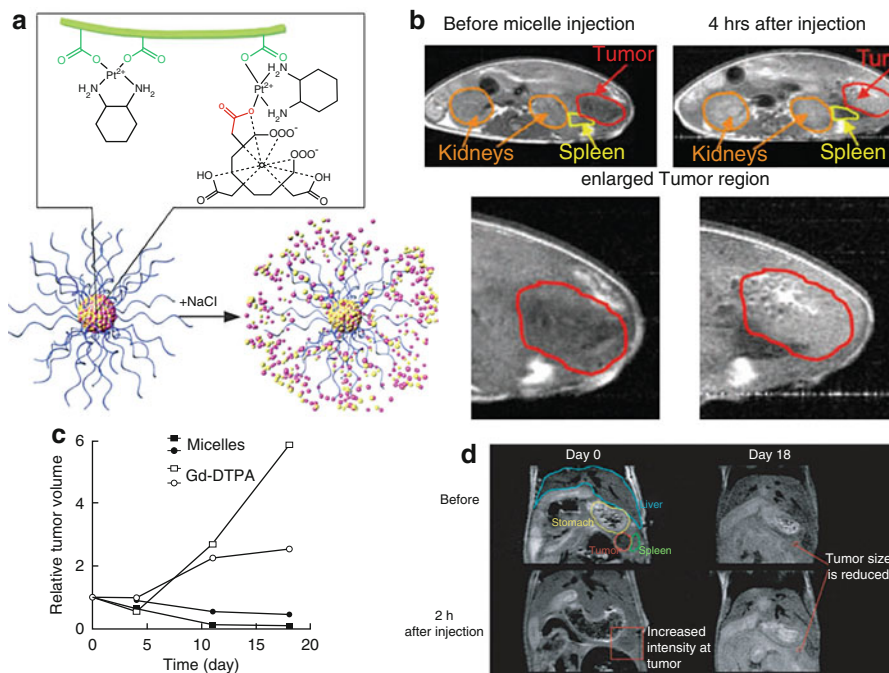 a
O
O
O
O
Pt2+
H2N
NH2
O
O
H2
N
Pt2+
N
H2
O
O
OOO-
OOO-
HO
OH
O
O
+NaCl
b
Before micelle injection
4 hrs after injection
Tumor
Tur
Kidneys
Spleen
Kidneys
Spleen
enlarged Tumor region
c
Relative tumor volume
6
4
2
0
0
5
10
15
20
Time (day)
Micelles
Gd-DTPA
d
Day 0
Day 18
Before
Liver
Stomach
Tumor
Spleen
Tumor size
is reduced
2 h
after injection
Increased
intensity at
tumor